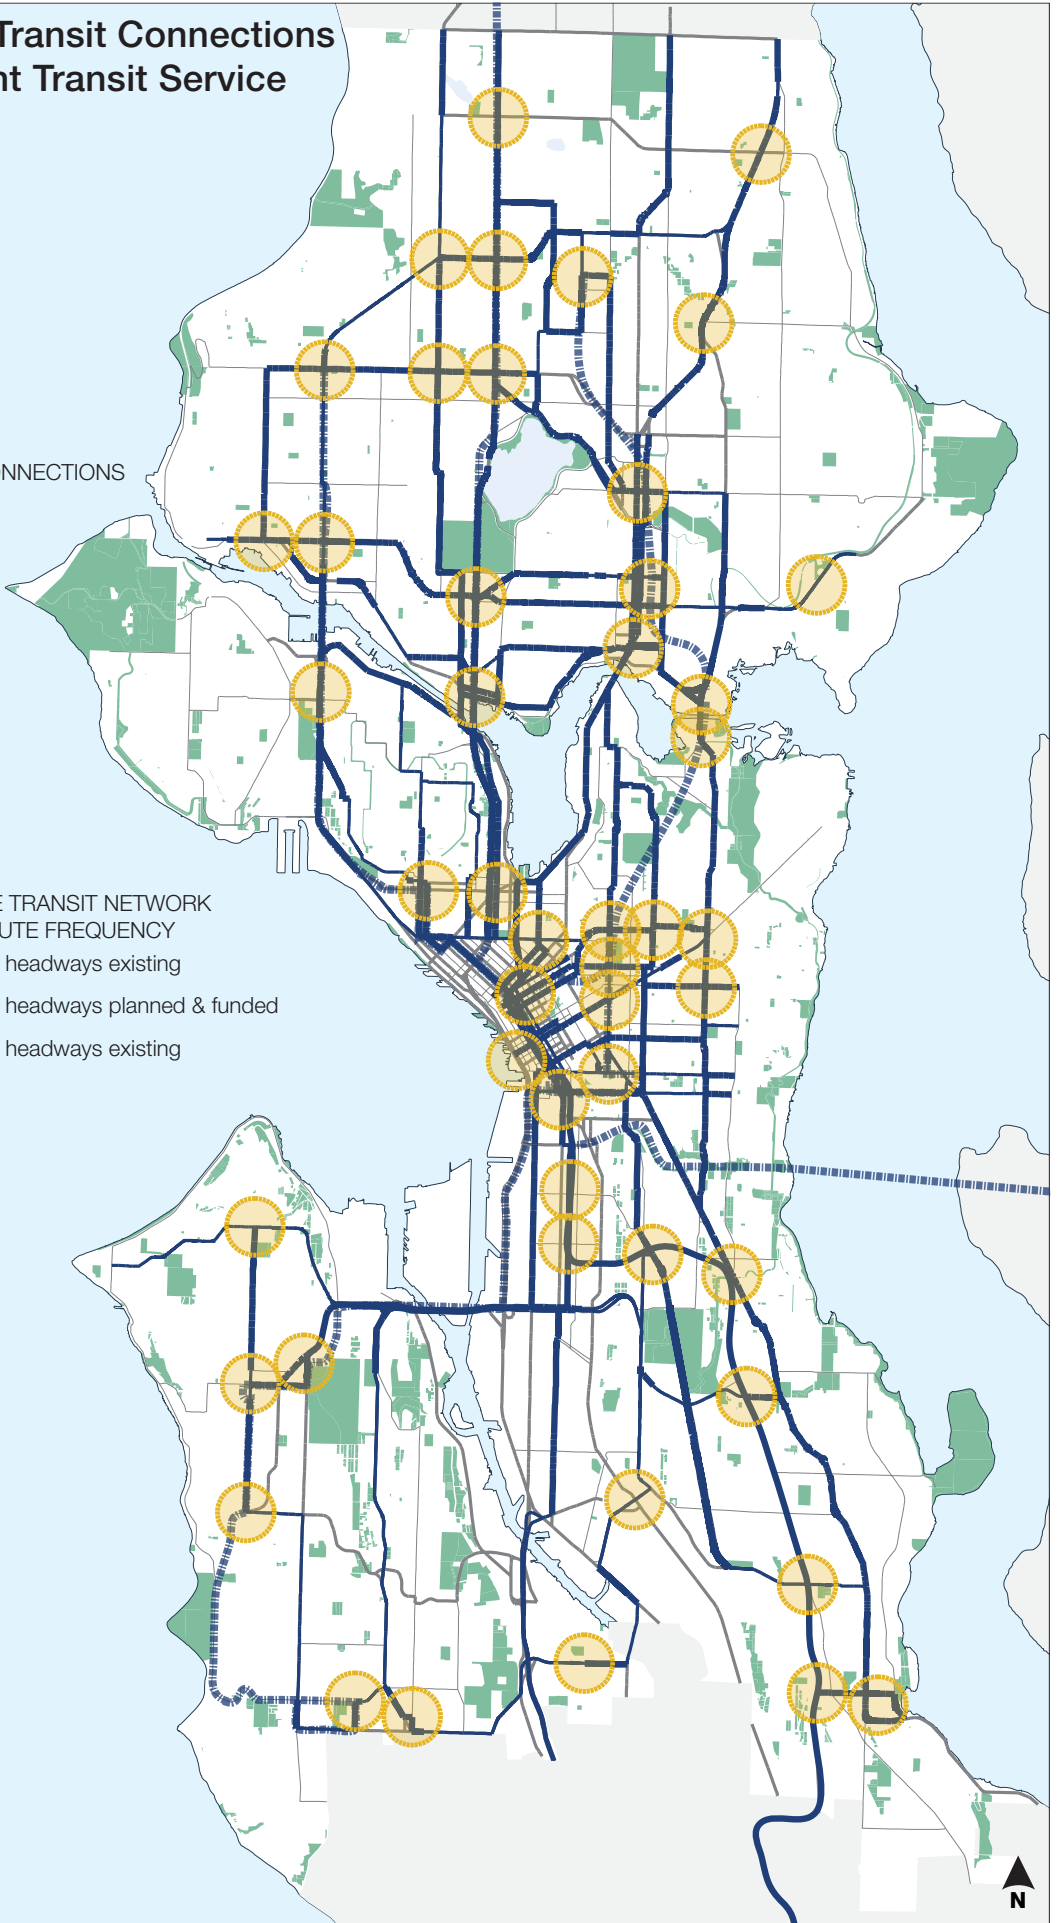 Transit Connections
nt Transit Service
NNECTIONS
E TRANSIT NETWORK
UTE FREQUENCY
headways existing
headways planned & funded
headways existing
N